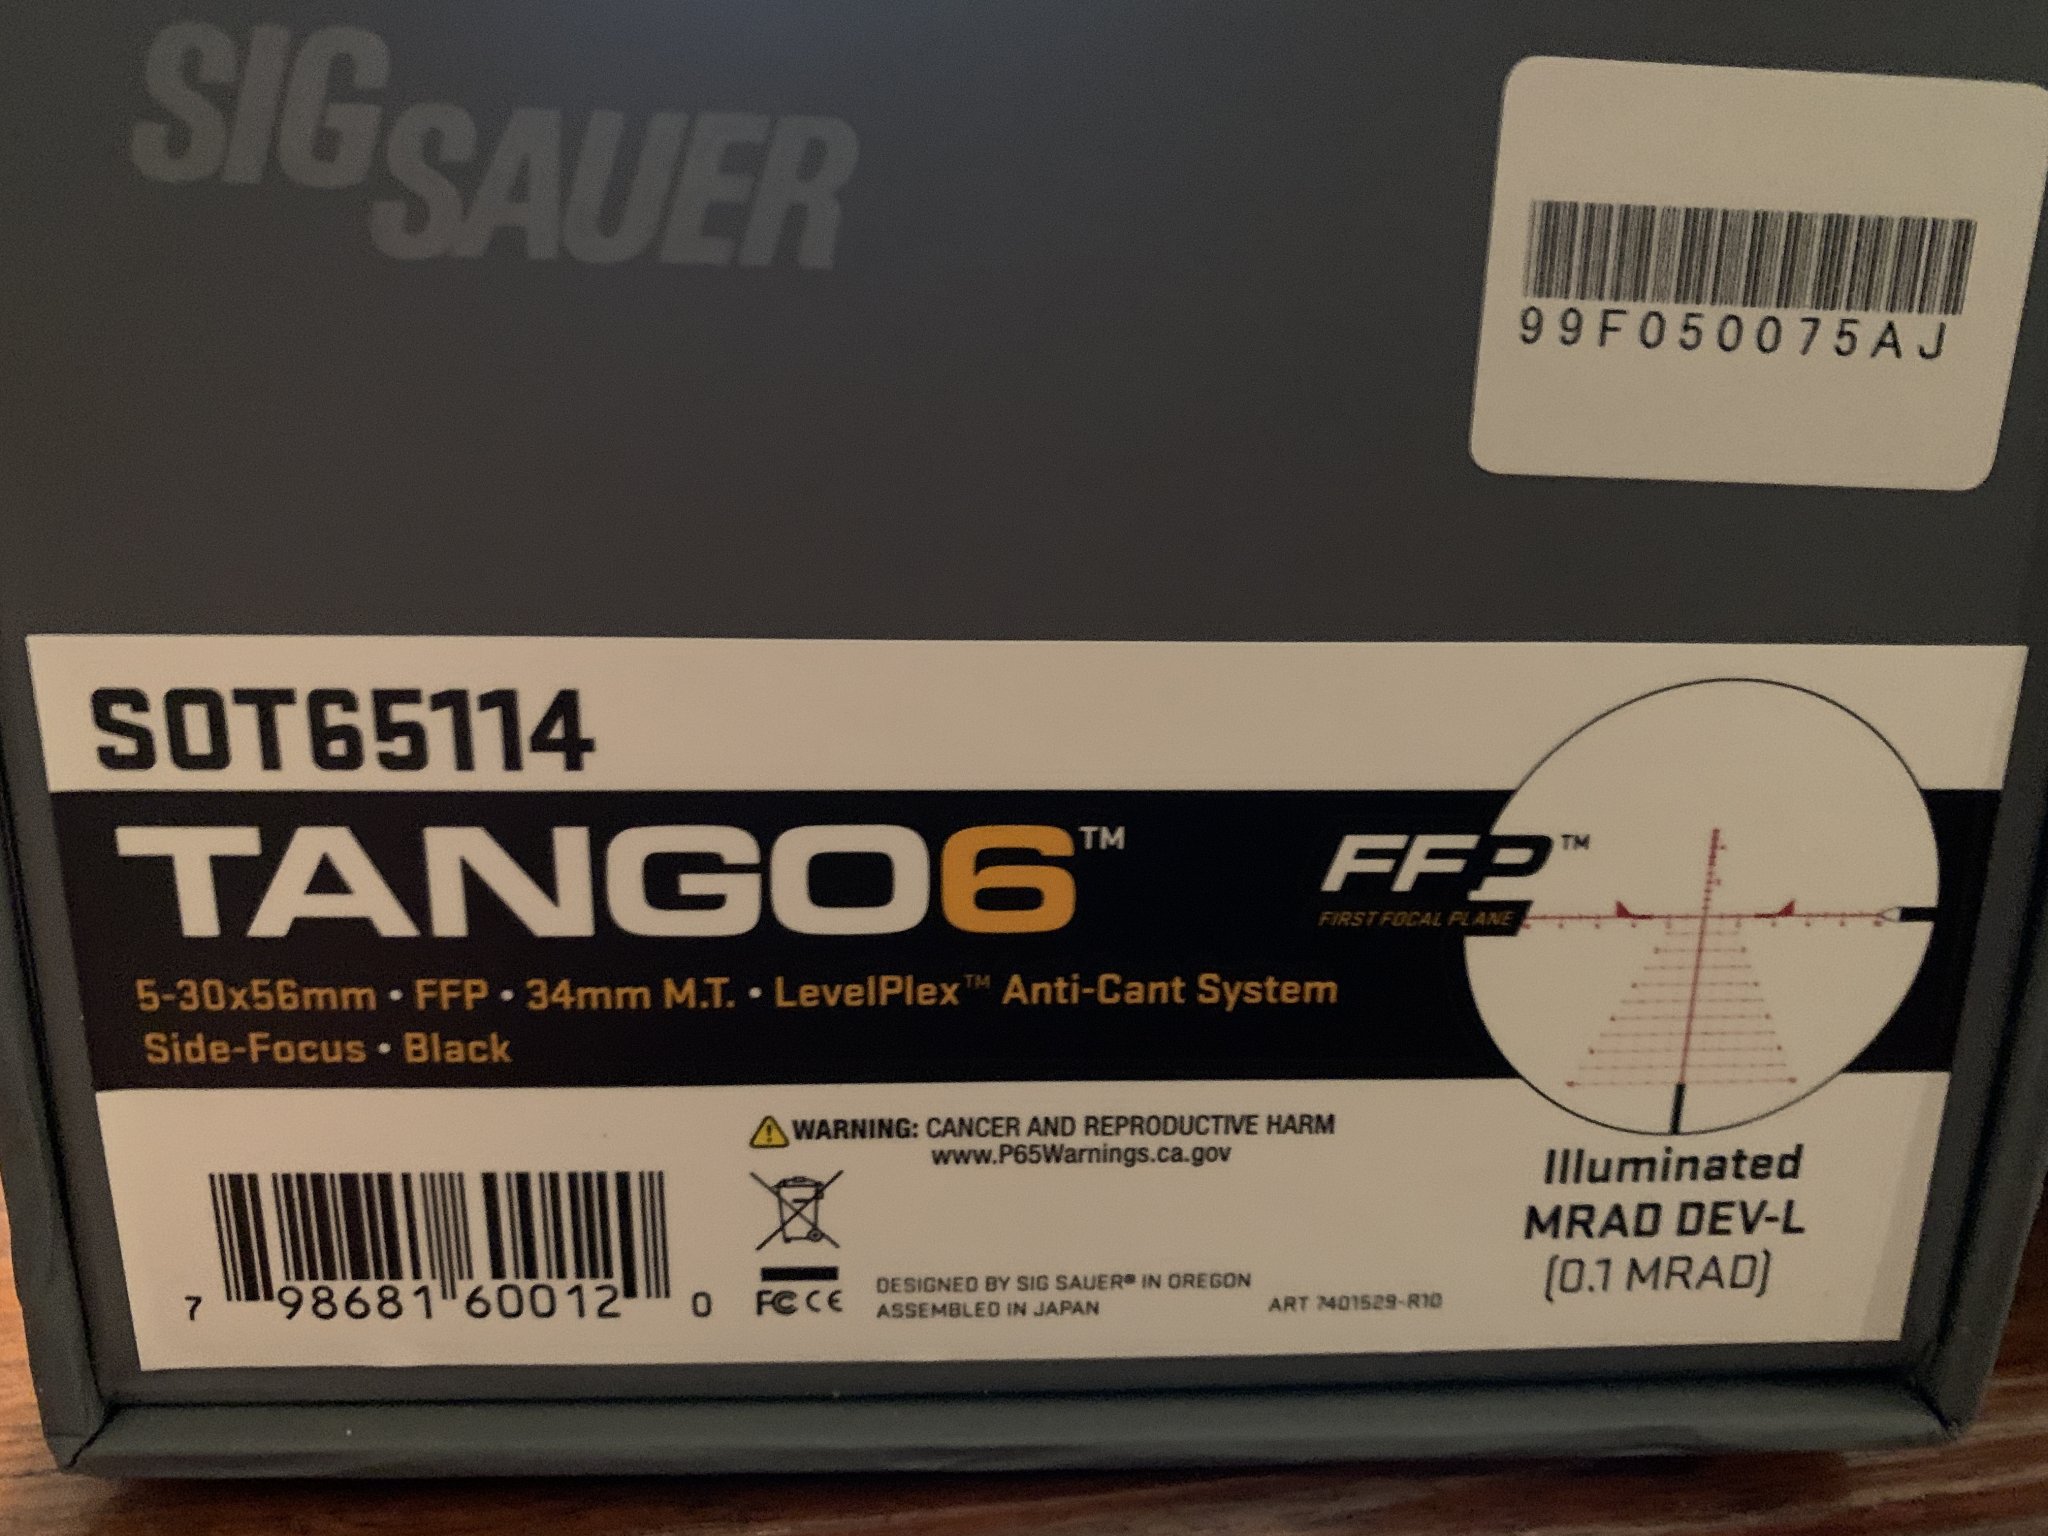 SIG SAUER
99F050075AJ
SOT65114
TANGO6™
FFP™
FIRST FOCAL PLANE
5-30x56mm • FFP • 34mm M.T. • LevelPlex™ Anti-Cant System
Side-Focus • Black
WARNING: CANCER AND REPRODUCTIVE HARM
www.P65Warnings.ca.gov
Illuminated
MRAD DEV-L
(0.1 MRAD)
7 98681 60012 0
FC CE
DESIGNED BY SIG SAUER® IN OREGON
ASSEMBLED IN JAPAN
ART 7401529-R10